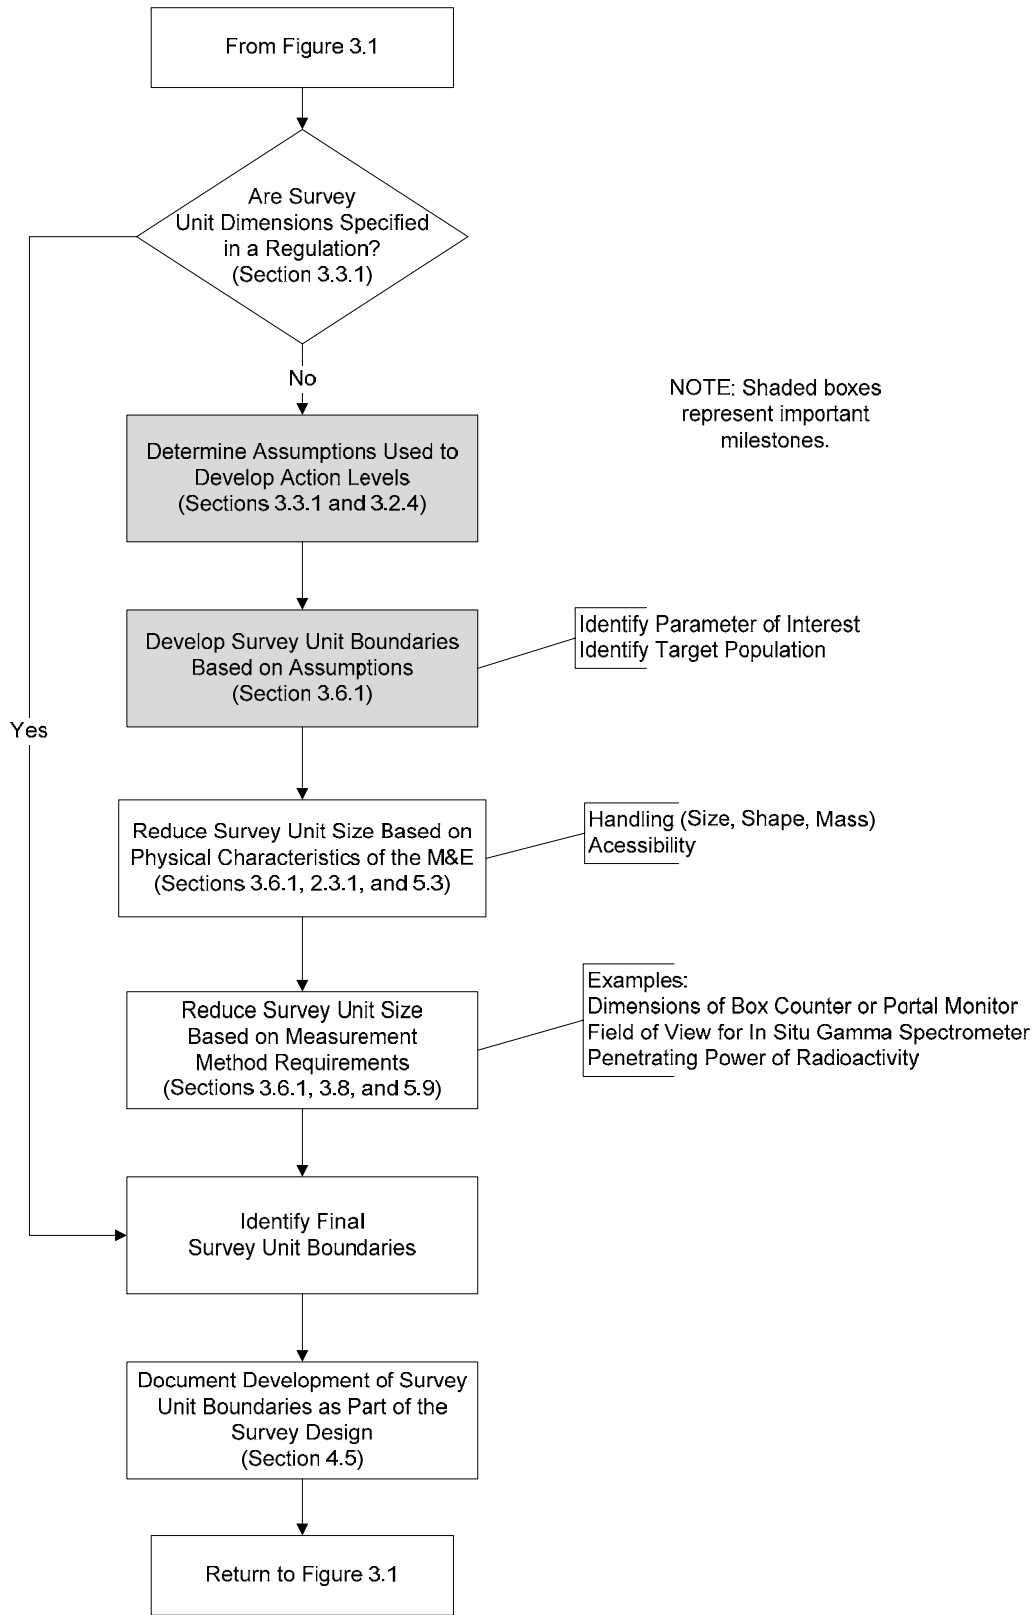 From Figure 3.1
Are Survey
Unit Dimensions Specified
in a Regulation?
(Section 3.3.1)
No
NOTE: Shaded boxes
represent important
milestones.
Determine Assumptions Used to
Develop Action Levels
(Sections 3.3.1 and 3.2.4)
Develop Survey Unit Boundaries
Based on Assumptions
(Section 3.6.1)
Identify Parameter of Interest
Identify Target Population
Yes
Reduce Survey Unit Size Based on
Physical Characteristics of the M&E
(Sections 3.6.1, 2.3.1, and 5.3)
Handling (Size, Shape, Mass)
Acessibility
Reduce Survey Unit Size
Based on Measurement
Method Requirements
(Sections 3.6.1, 3.8, and 5.9)
Examples:
Dimensions of Box Counter or Portal Monitor
Field of View for In Situ Gamma Spectrometer
Penetrating Power of Radioactivity
Identify Final
Survey Unit Boundaries
Document Development of Survey
Unit Boundaries as Part of the
Survey Design
(Section 4.5)
Return to Figure 3.1